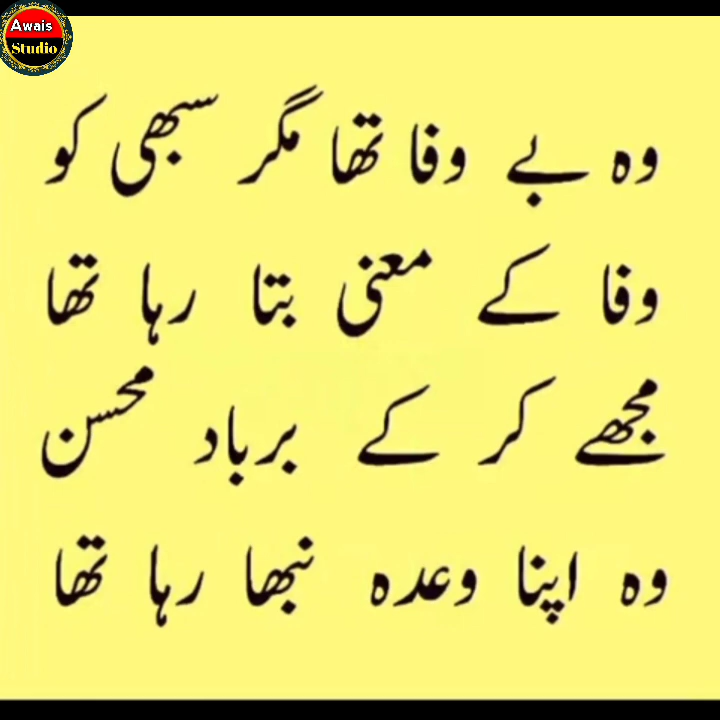 Awais
Studio
وہ بے وفا تھا مگر سبھی کو
وفا کے معنی بتا رہا تھا
مجھے کر کے برباد محسن
وہ اپنا وعدہ نبھا رہا تھا